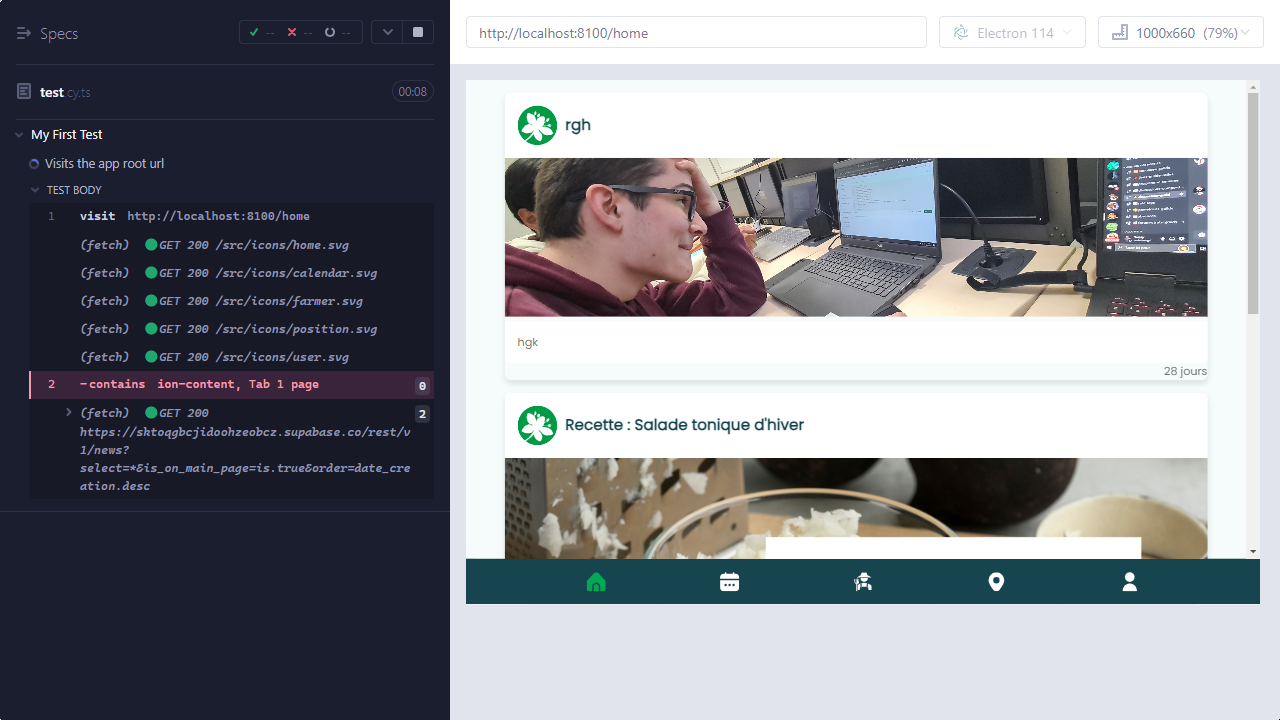 Specs
-- -- --
test.cy.ts
00:08
My First Test
Visits the app root url
TEST BODY
1 visit http://localhost:8100/home
(fetch) GET 200 /src/icons/home.svg
(fetch) GET 200 /src/icons/calendar.svg
(fetch) GET 200 /src/icons/farmer.svg
(fetch) GET 200 /src/icons/position.svg
(fetch) GET 200 /src/icons/user.svg
2 -contains ion-content, Tab 1 page 0
(fetch) GET 200 2
https://sktoqgbcjidoohzeobcz.supabase.co/rest/v
1/news?
select=*&is_on_main_page=is.true&order=date_cre
ation.desc
http://localhost:8100/home
Electron 114
1000x660 (79%)
rgh
hgk
28 jours
Recette : Salade tonique d'hiver